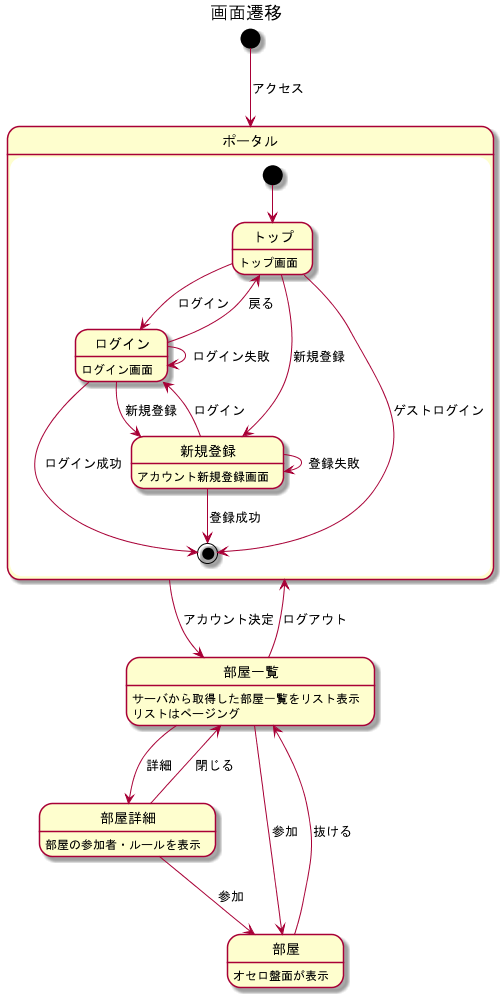 画面遷移
アクセス
ポータル
トップ
トップ画面
ログイン
戻る
ログイン
ログイン画面
ログイン失敗
新規登録
ゲストログイン
新規登録
ログイン
新規登録
アカウント新規登録画面
登録失敗
ログイン成功
登録成功
アカウント決定
ログアウト
部屋一覧
サーバから取得した部屋一覧をリスト表示
リストはページング
詳細
閉じる
部屋詳細
部屋の参加者・ルールを表示
参加
抜ける
参加
部屋
オセロ盤面が表示